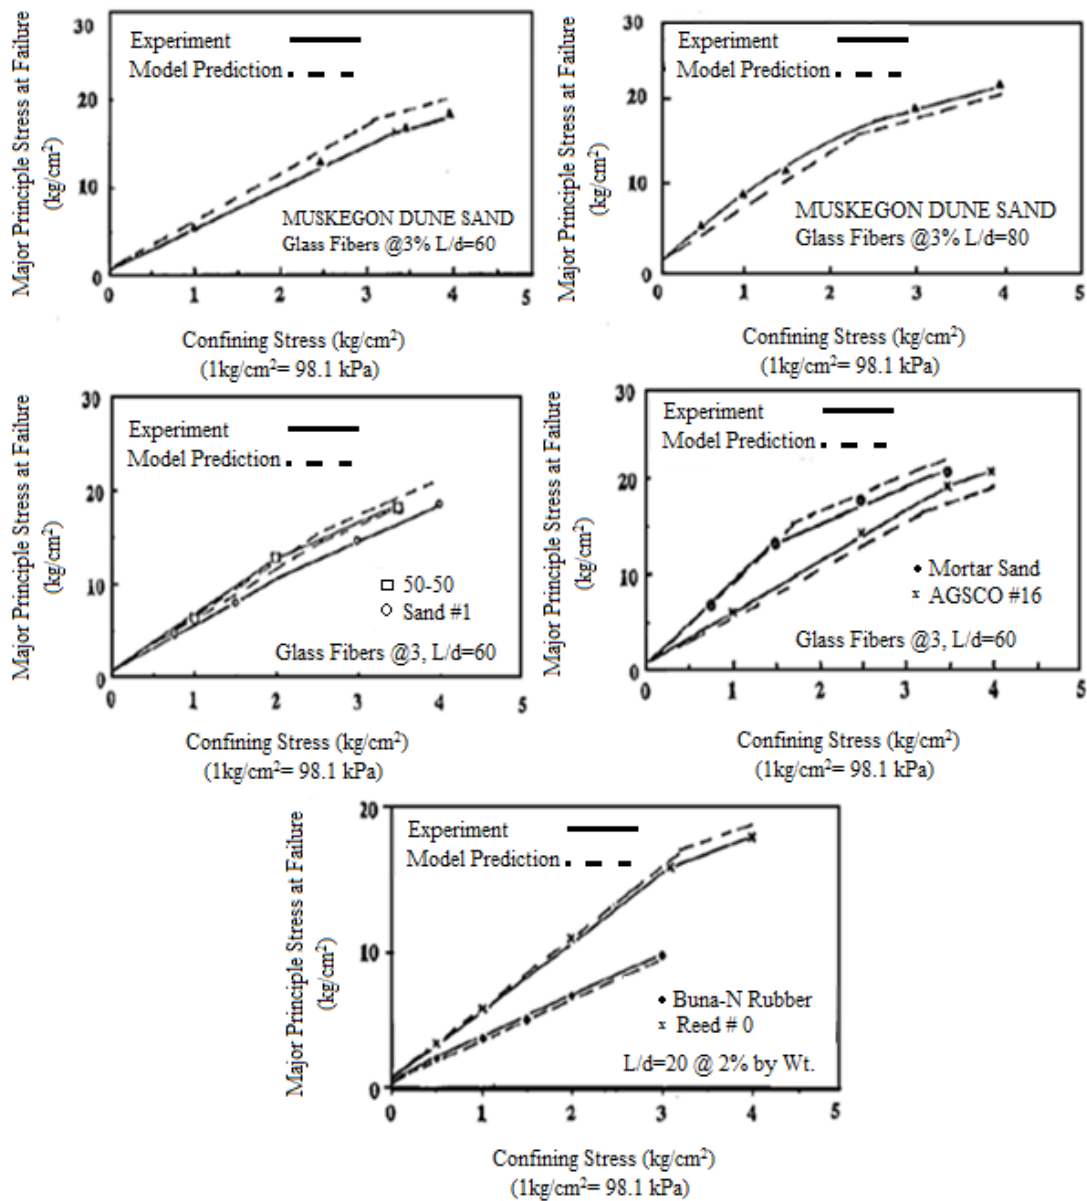 Major Principle Stress at Failure
(kg/cm²)
30
20
10
0
Experiment
Model Prediction
MUSKEGON DUNE SAND
Glass Fibers @3% L/d=60
0 1 2 3 4 5
Confining Stress (kg/cm²)
(1kg/cm²= 98.1 kPa)
Major Principle Stress at Failure
(kg/cm²)
30
20
10
0
Experiment
Model Prediction
MUSKEGON DUNE SAND
Glass Fibers @3% L/d=80
0 1 2 3 4 5
Confining Stress (kg/cm²)
(1kg/cm²= 98.1 kPa)
Major Principle Stress at Failure
(kg/cm²)
30
20
10
0
Experiment
Model Prediction
50-50
Sand #1
Glass Fibers @3, L/d=60
0 1 2 3 4 5
Confining Stress (kg/cm²)
(1kg/cm²= 98.1 kPa)
Major Principle Stress at Failure
(kg/cm²)
30
20
10
0
Experiment
Model Prediction
Mortar Sand
AGSCO #16
Glass Fibers @3, L/d=60
0 1 2 3 4 5
Confining Stress (kg/cm²)
(1kg/cm²= 98.1 kPa)
Major Principle Stress at Failure
(kg/cm²)
20
10
0
Experiment
Model Prediction
Buna-N Rubber
Reed # 0
L/d=20 @ 2% by Wt.
0 1 2 3 4 5
Confining Stress (kg/cm²)
(1kg/cm²= 98.1 kPa)